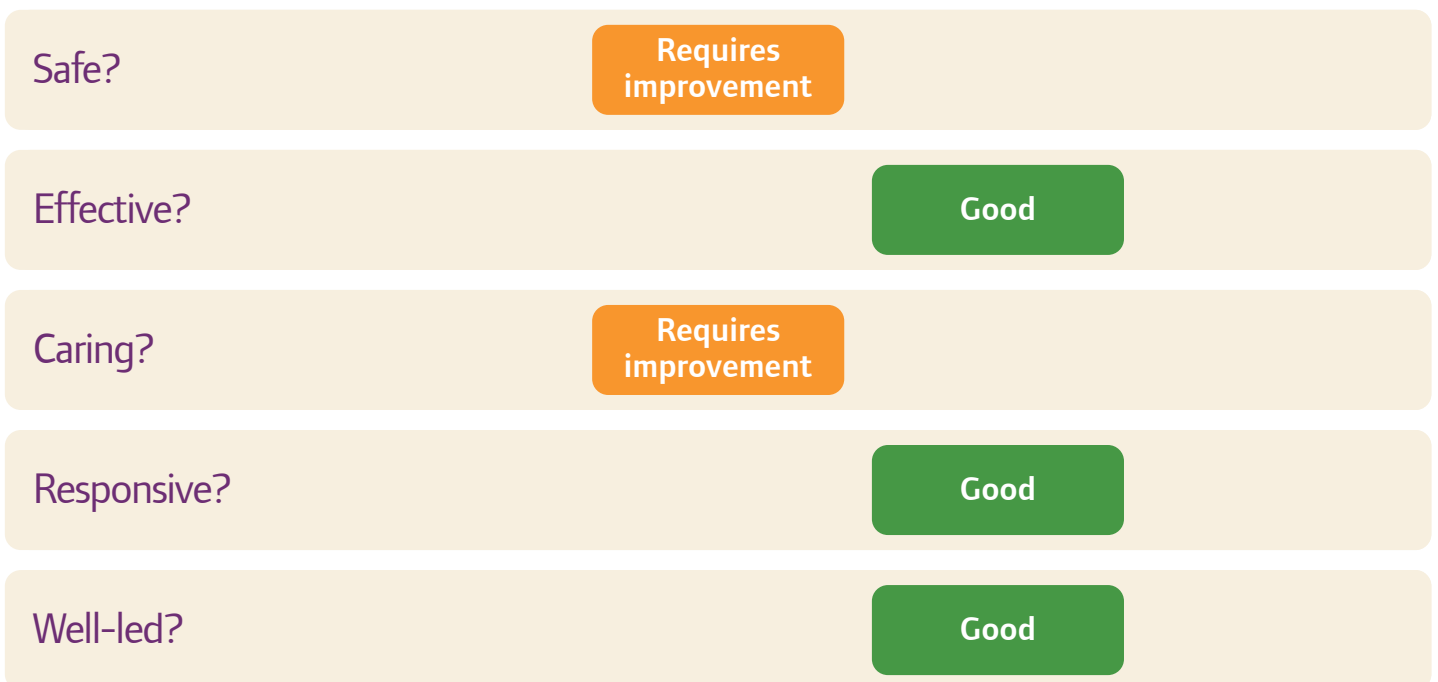 Safe?
Requires
improvement
Effective?
Good
Caring?
Requires
improvement
Responsive?
Good
Well-led?
Good